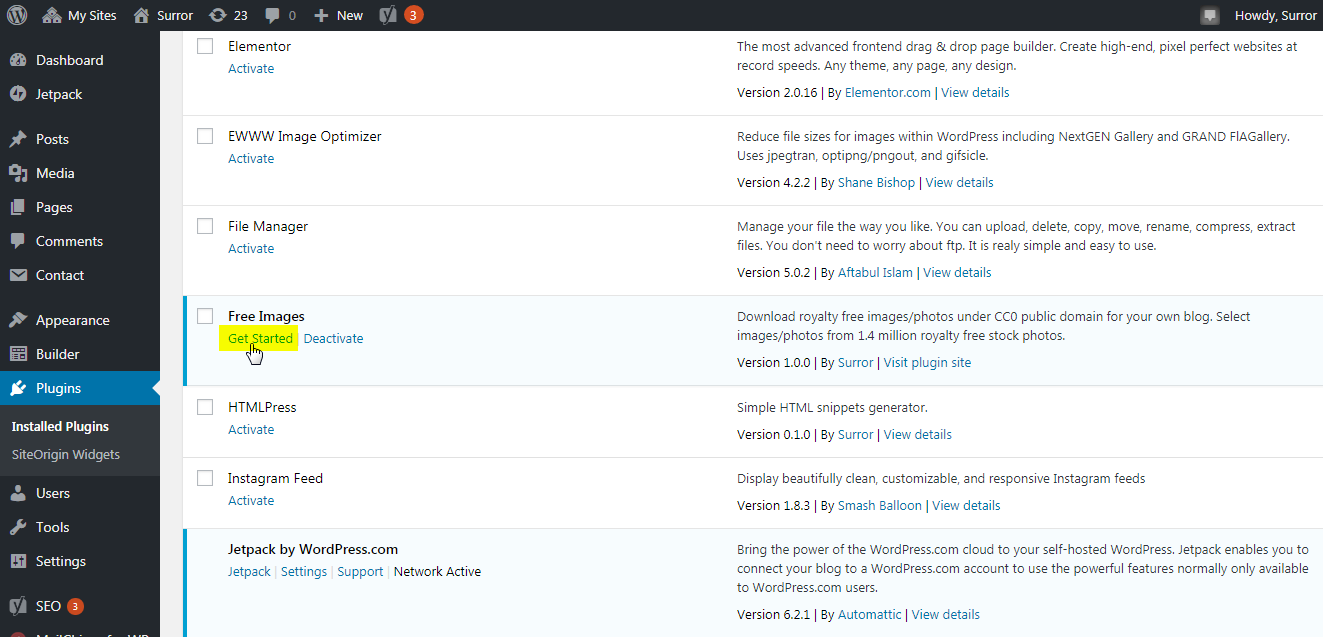 My Sites
Surror
23
0
New
3
Howdy, Surror
Dashboard
Jetpack
Posts
Media
Pages
Comments
Contact
Appearance
Builder
Plugins
Installed Plugins
SiteOrigin Widgets
Users
Tools
Settings
SEO 3
MailChimp for WP
Elementor
Activate
The most advanced frontend drag & drop page builder. Create high-end, pixel perfect websites at
record speeds. Any theme, any page, any design.
Version 2.0.16 | By Elementor.com | View details
EWWW Image Optimizer
Activate
Reduce file sizes for images within WordPress including NextGEN Gallery and GRAND FlAGallery.
Uses jpegtran, optipng/pngout, and gifsicle.
Version 4.2.2 | By Shane Bishop | View details
File Manager
Activate
Manage your file the way you like. You can upload, delete, copy, move, rename, compress, extract
files. You don't need to worry about ftp. It is realy simple and easy to use.
Version 5.0.2 | By Aftabul Islam | View details
Free Images
Get Started Deactivate
Download royalty free images/photos under CC0 public domain for your own blog. Select
images/photos from 1.4 million royalty free stock photos.
Version 1.0.0 | By Surror | Visit plugin site
HTMLPress
Activate
Simple HTML snippets generator.
Version 0.1.0 | By Surror | View details
Instagram Feed
Activate
Display beautifully clean, customizable, and responsive Instagram feeds
Version 1.8.3 | By Smash Balloon | View details
Jetpack by WordPress.com
Jetpack | Settings | Support | Network Active
Bring the power of the WordPress.com cloud to your self-hosted WordPress. Jetpack enables you to
connect your blog to a WordPress.com account to use the powerful features normally only available
to WordPress.com users.
Version 6.2.1 | By Automattic | View details